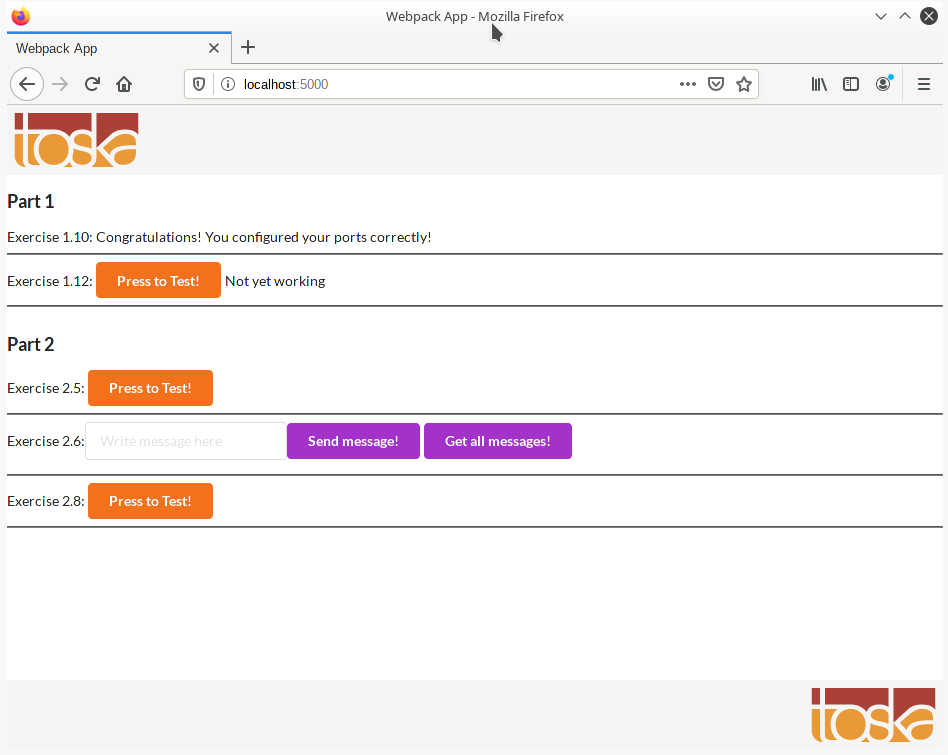 Webpack App - Mozilla Firefox
Webpack App
localhost:5000
toska
Part 1
Exercise 1.10: Congratulations! You configured your ports correctly!
Exercise 1.12: Press to Test! Not yet working
Part 2
Exercise 2.5: Press to Test!
Exercise 2.6: Write message here Send message! Get all messages!
Exercise 2.8: Press to Test!
toska